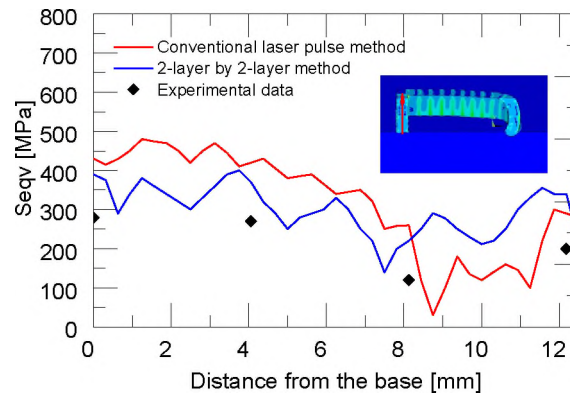 800
700
600
500
400
300
200
100
0
Seqv [MPa]
Conventional laser pulse method
2-layer by 2-layer method
Experimental data
0 2 4 6 8 10 12
Distance from the base [mm]